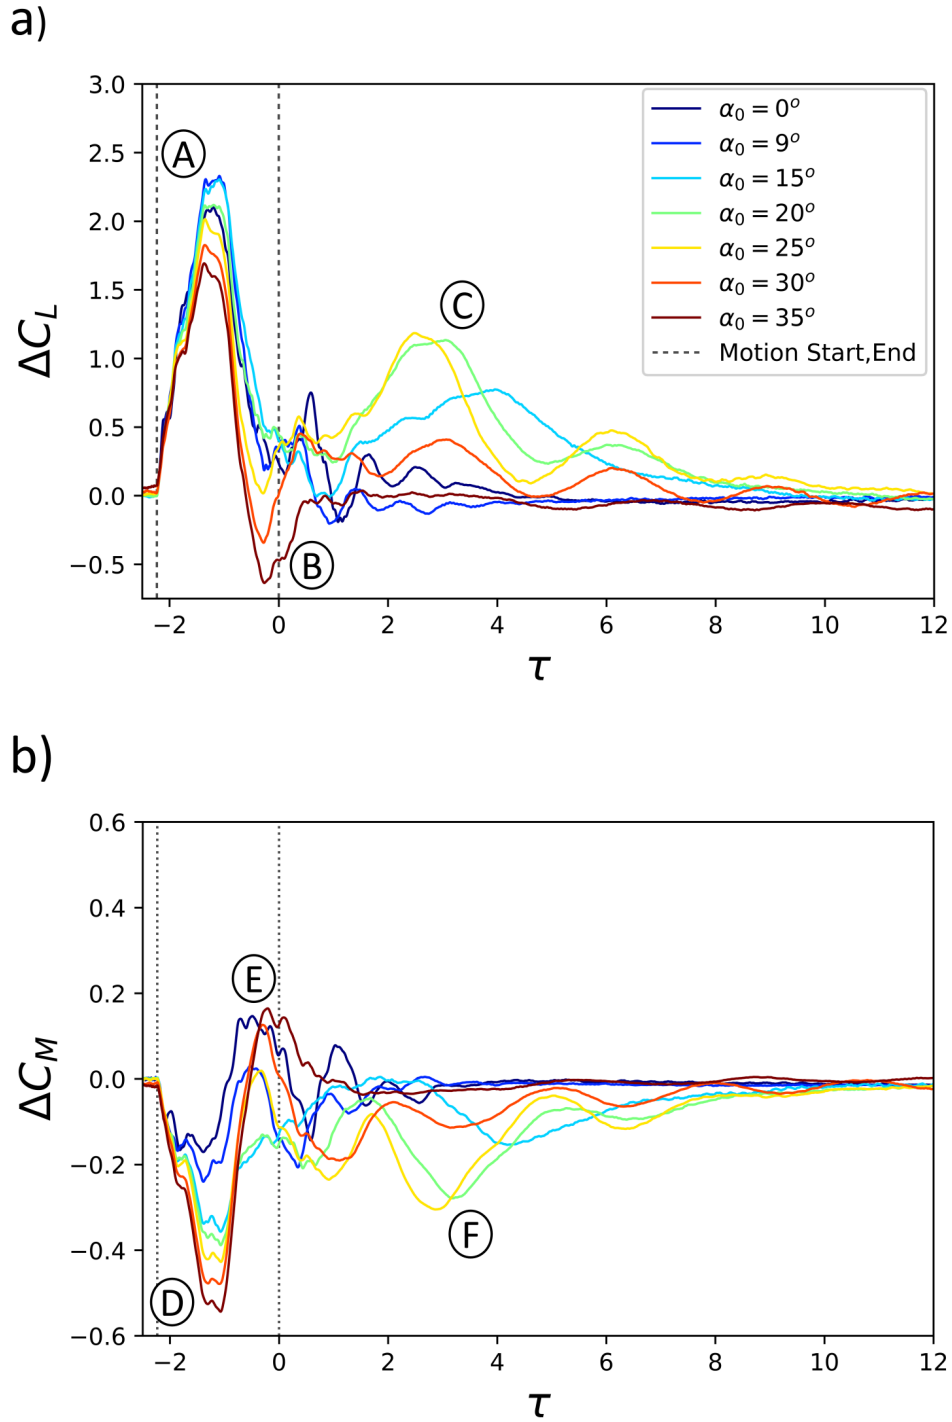 a)
3.0
2.5
2.0
1.5
1.0
0.5
0.0
−0.5
ΔC_L
A
B
C
α₀ = 0°
α₀ = 9°
α₀ = 15°
α₀ = 20°
α₀ = 25°
α₀ = 30°
α₀ = 35°
Motion Start,End
−2 0 2 4 6 8 10 12
τ
b)
0.6
0.4
0.2
0.0
−0.2
−0.4
−0.6
ΔC_M
E
D
F
−2 0 2 4 6 8 10 12
τ